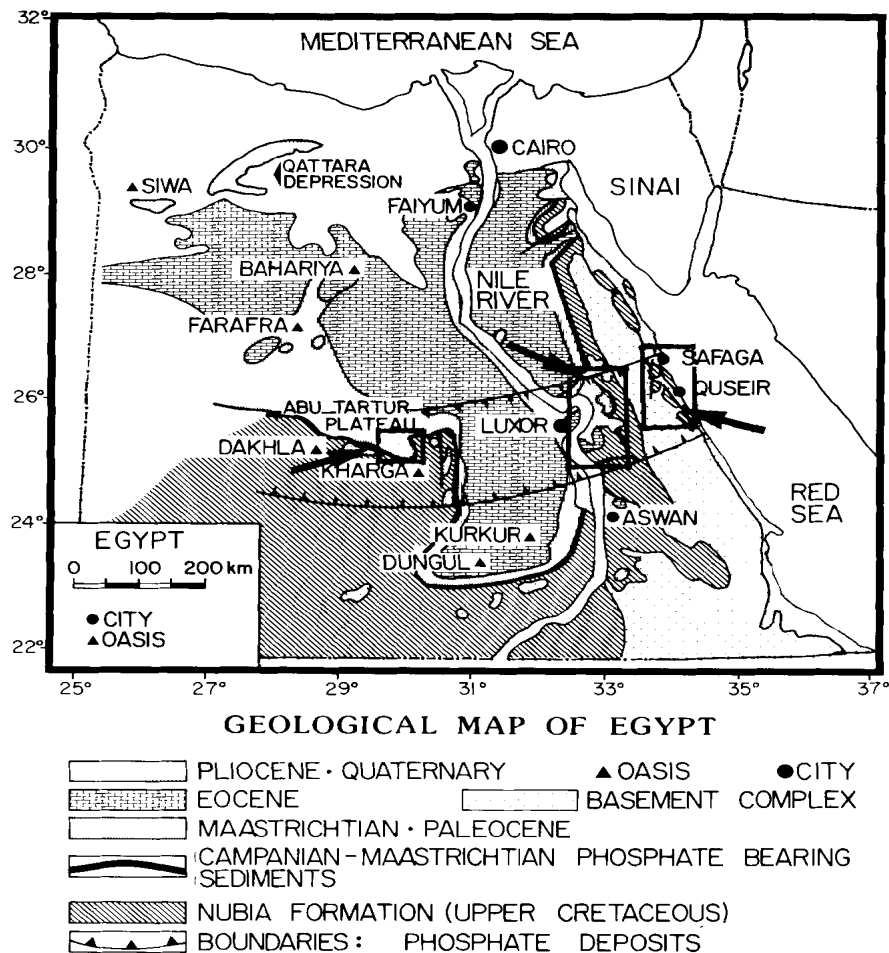 32°
MEDITERRANEAN SEA
30°
CAIRO
SIWA
QATTARA
DEPRESSION
SINAI
FAIYUM
28°
BAHARIYA
NILE
RIVER
FARAFRA
SAFAGA
26°
QUSEIR
ABU TARTUR
PLATEAU
LUXOR
DAKHLA
KHARGA
RED
SEA
24°
ASWAN
EGYPT
KURKUR
0 100 200 km
DUNGUL
● CITY
▲ OASIS
22°
25° 27° 29° 31° 33° 35° 37°
GEOLOGICAL MAP OF EGYPT
PLIOCENE · QUATERNARY ▲ OASIS ● CITY
EOCENE BASEMENT COMPLEX
MAASTRICHTIAN · PALEOCENE
CAMPANIAN-MAASTRICHTIAN PHOSPHATE BEARING
SEDIMENTS
NUBIA FORMATION (UPPER CRETACEOUS)
BOUNDARIES: PHOSPHATE DEPOSITS